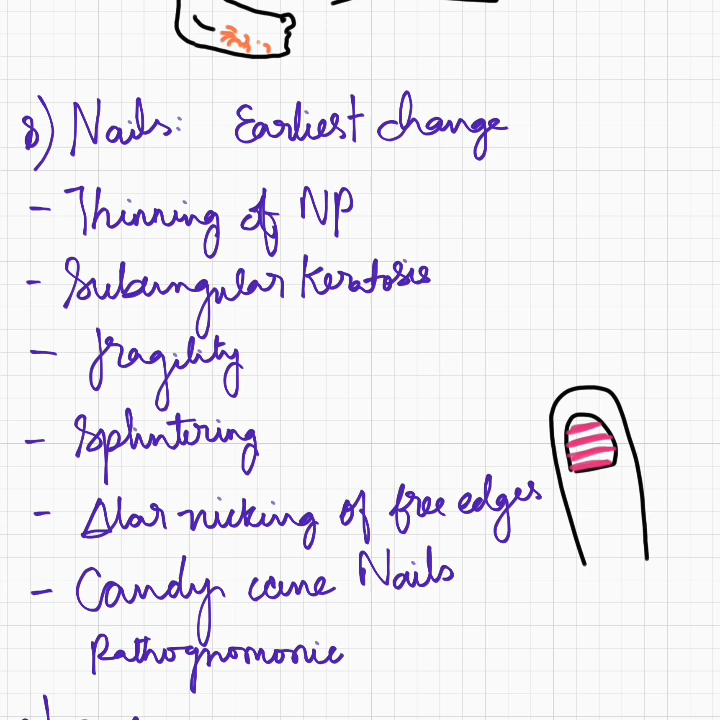 8) Nails: Earliest change
- Thinning of NP
- Subungular Keratosis
- fragility
- Splintering
- Δlar nicking of free edges
- Candy cane Nails
Pathognomonic